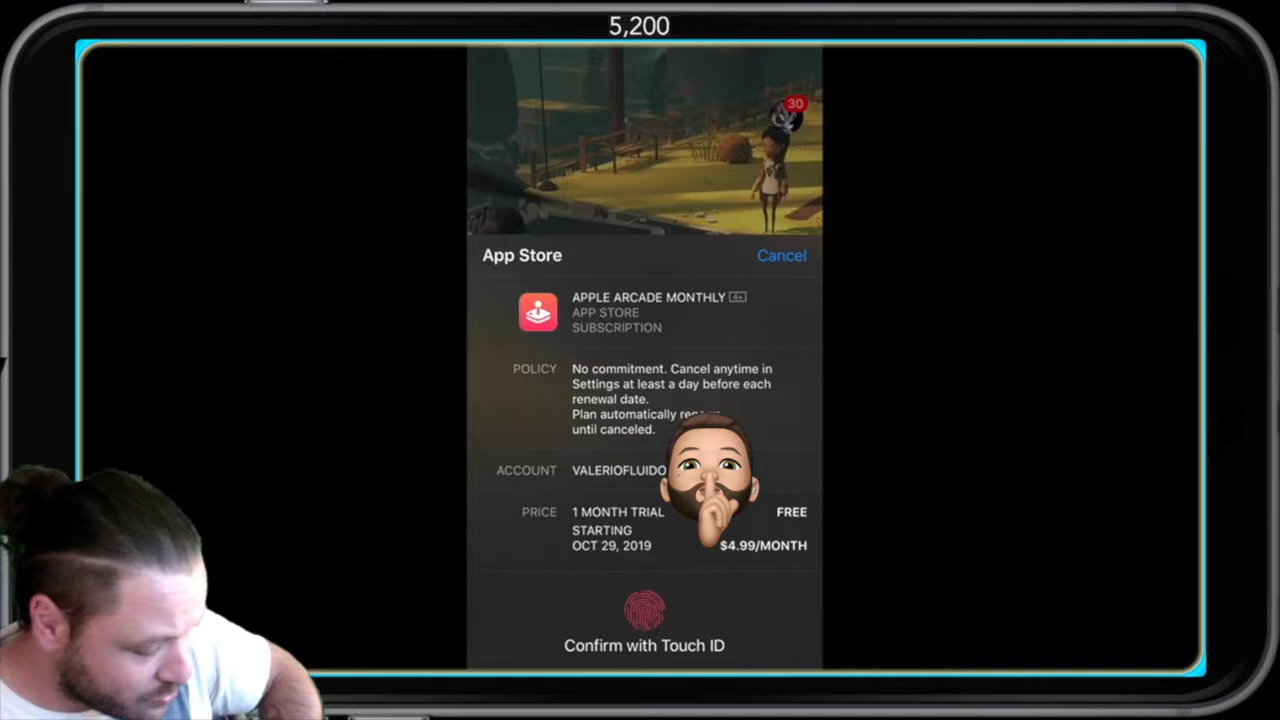 5,200
30
App Store
Cancel
APPLE ARCADE MONTHLY 4+
APP STORE
SUBSCRIPTION
POLICY
No commitment. Cancel anytime in
Settings at least a day before each
renewal date.
Plan automatically
until canceled.
ACCOUNT
VALERIOFLUIDO
PRICE
1 MONTH TRIAL
FREE
STARTING
OCT 29, 2019
$4.99/MONTH
Confirm with Touch ID